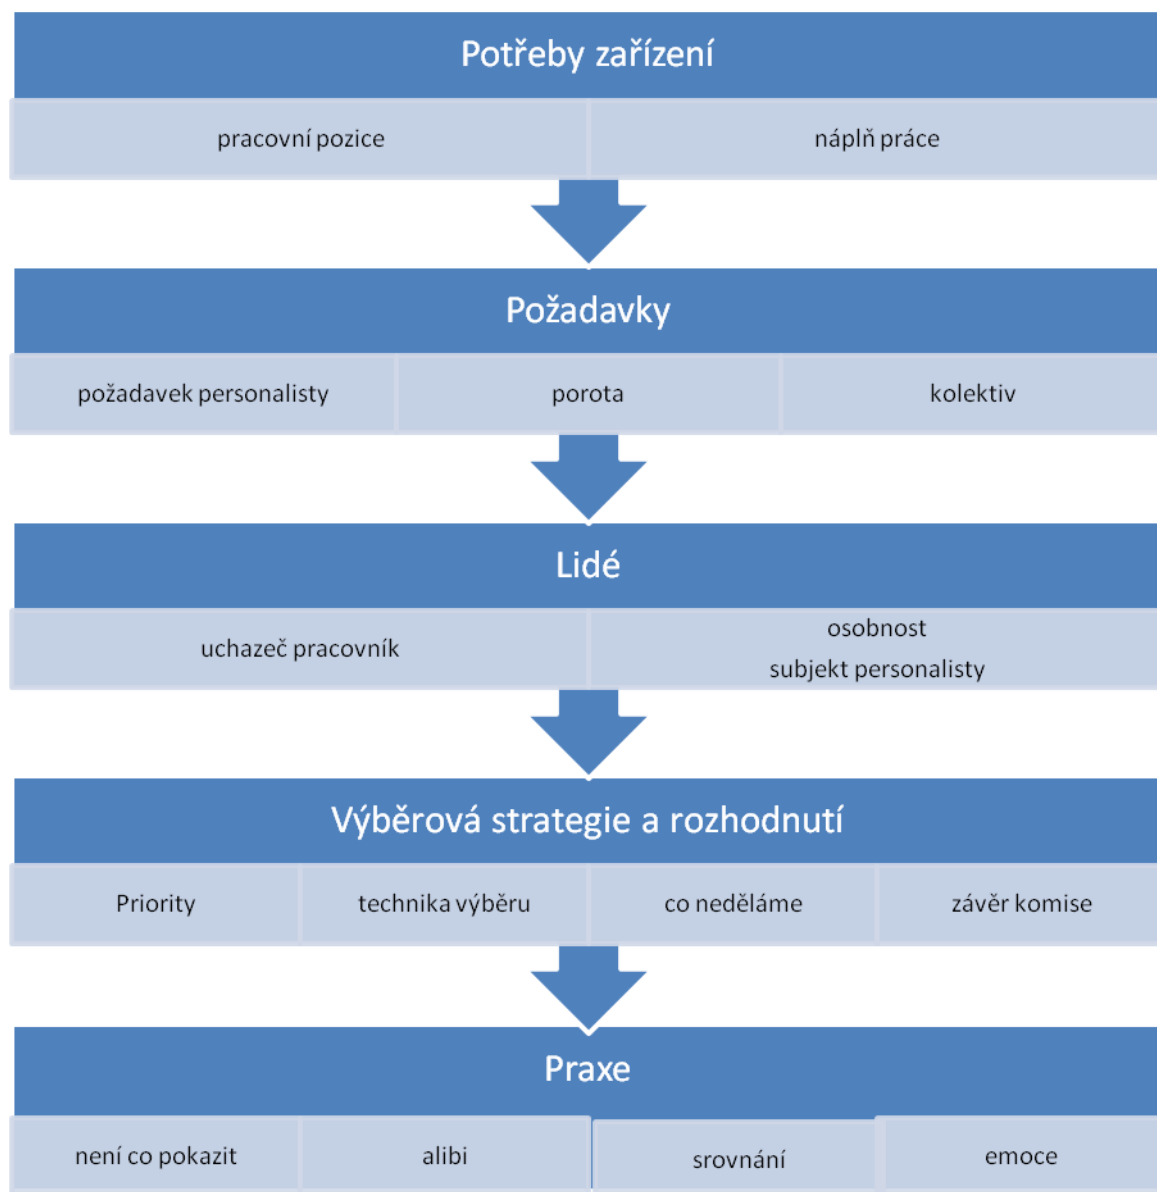 Potřeby zařízení
pracovní pozice
náplň práce
Požadavky
požadavek personalisty
porota
kolektiv
Lidé
uchazeč pracovník
osobnost
subjekt personalisty
Výběrová strategie a rozhodnutí
Priority
technika výběru
co neděláme
závěr komise
Praxe
není co pokazit
alibi
srovnání
emoce